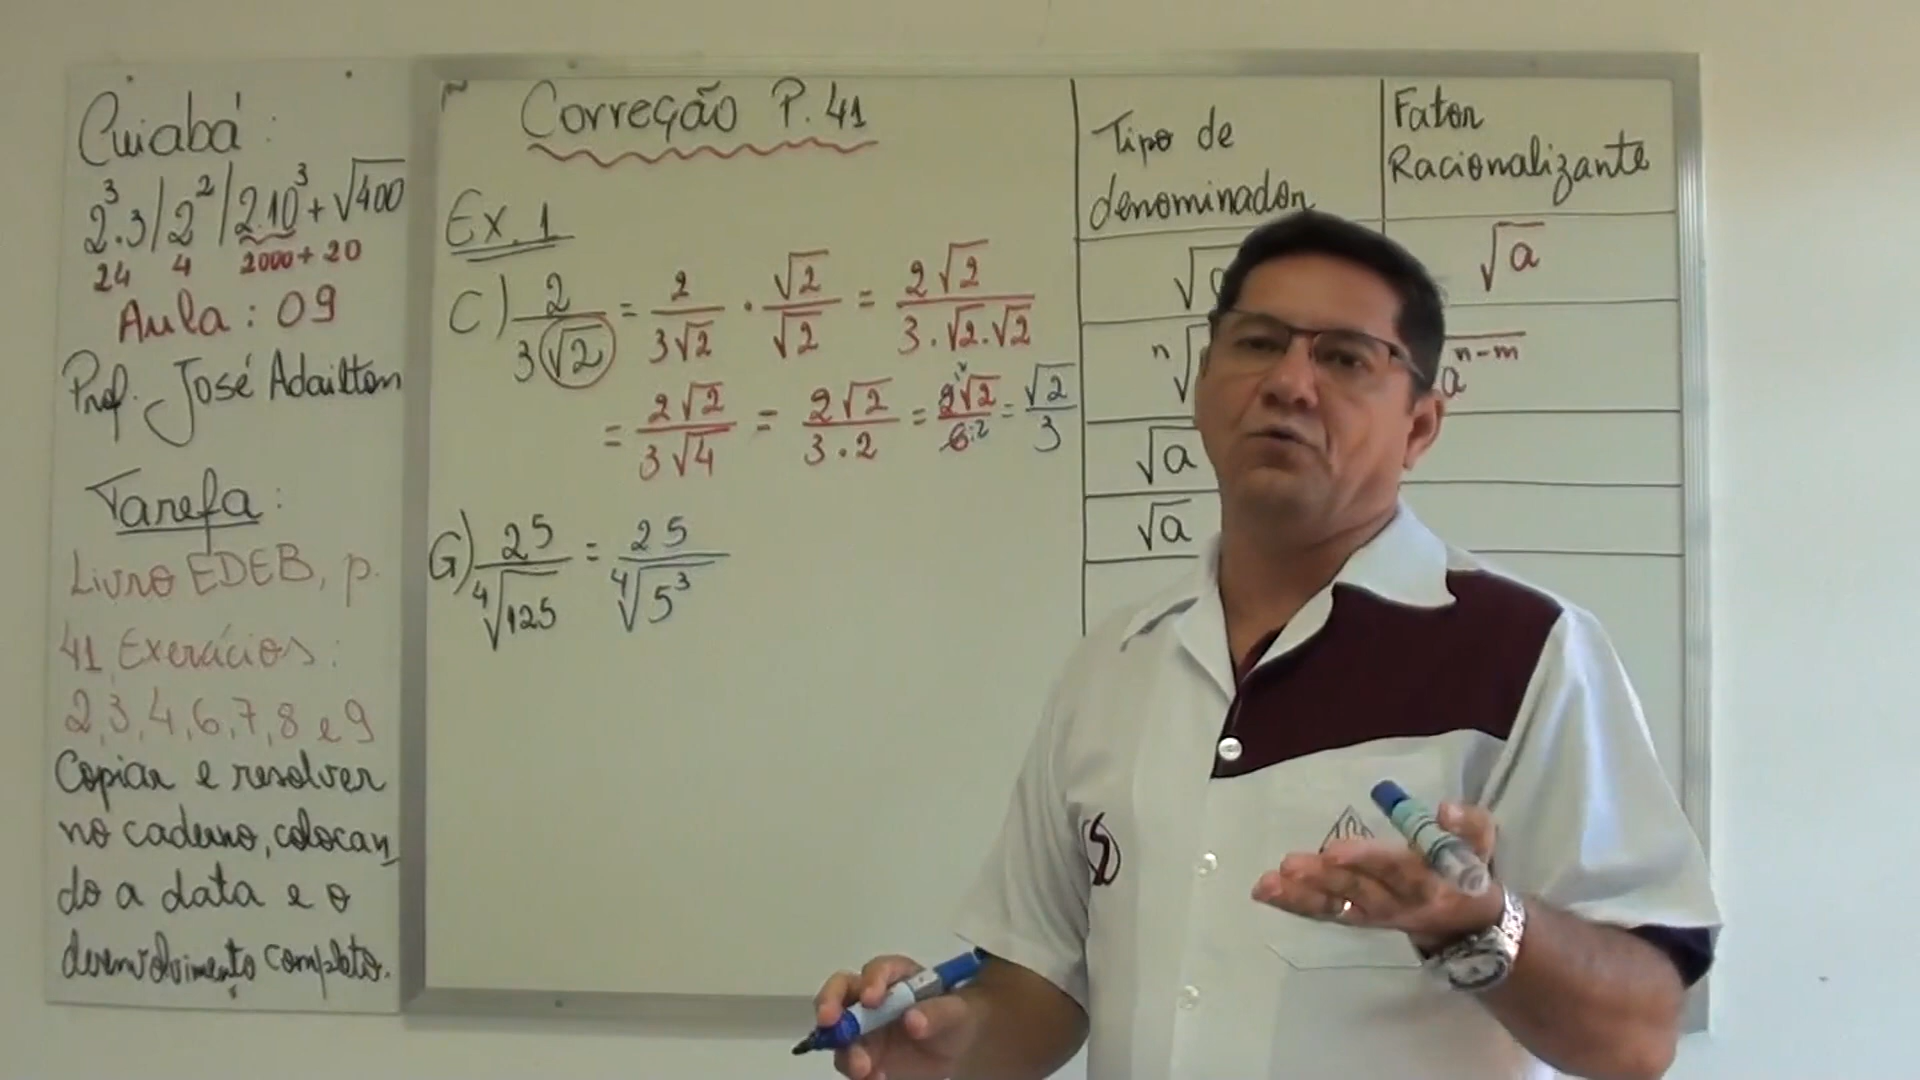 Cuiabá:
2³.3/2²/2.10³+√400
24 4 2000+20
Aula: 09
Prof. José Adailton
Tarefa:
Livro EDEB, p.
41 Exercícios:
2,3,4,6,7,8 e 9
Copiar e resolver
no caderno, colocan
do a data e o
desenvolvimento completo.
Correção P.41
Ex. 1
C) 2/3√2 = 2/3√2 · √2/√2 = 2√2/3.√2.√2
= 2√2/3√4 = 2√2/3.2 = 2√2/6:2 = √2/3
G) 25/⁴√125 = 25/⁴√5³
Tipo de
denominador
Fator
Racionalizante
√a
n√
a^n-m
√a
√a